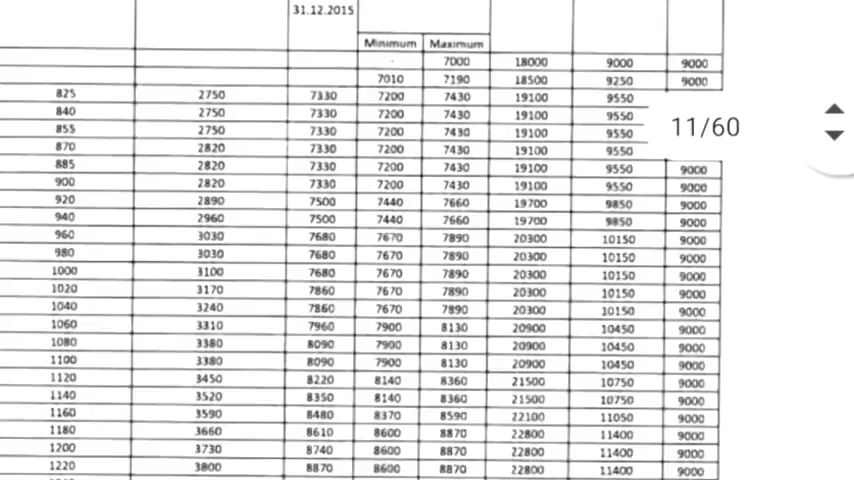 31.12.2015
Minimum Maximum
- 7000 18000 9000 9000
7010 7190 18500 9250 9000
825 2750 7330 7200 7430 19100 9550
840 2750 7330 7200 7430 19100 9550
855 2750 7330 7200 7430 19100 9550
11/60
870 2820 7330 7200 7430 19100 9550
885 2820 7330 7200 7430 19100 9550 9000
900 2820 7330 7200 7430 19100 9550 9000
920 2890 7500 7440 7660 19700 9850 9000
940 2960 7500 7440 7660 19700 9850 9000
960 3030 7680 7670 7890 20300 10150 9000
980 3030 7680 7670 7890 20300 10150 9000
1000 3100 7680 7670 7890 20300 10150 9000
1020 3170 7860 7670 7890 20300 10150 9000
1040 3240 7860 7670 7890 20300 10150 9000
1060 3310 7960 7900 8130 20900 10450 9000
1080 3380 8090 7900 8130 20900 10450 9000
1100 3380 8090 7900 8130 20900 10450 9000
1120 3450 8220 8140 8360 21500 10750 9000
1140 3520 8350 8140 8360 21500 10750 9000
1160 3590 8480 8370 8590 22100 11050 9000
1180 3660 8610 8600 8870 22800 11400 9000
1200 3730 8740 8600 8870 22800 11400 9000
1220 3800 8870 8600 8870 22800 11400 9000